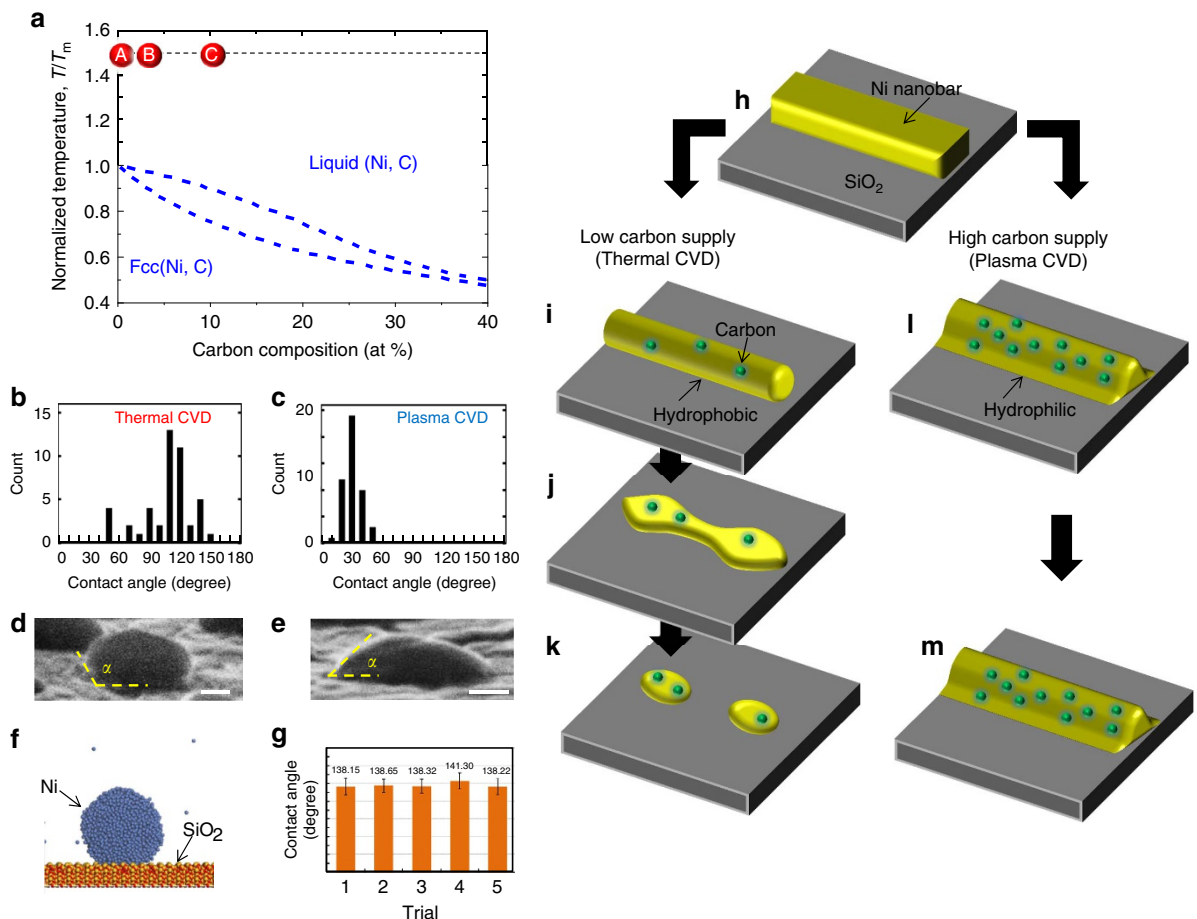 a
Normalized temperature, T/Tm
1.6
1.4
1.2
1.0
0.8
0.6
0.4
A B C
Liquid (Ni, C)
Fcc(Ni, C)
0 10 20 30 40
Carbon composition (at %)
b
Thermal CVD
Count
15
10
5
0
0 30 60 90 120 150 180
Contact angle (degree)
c
Plasma CVD
Count
20
10
0
0 30 60 90 120 150 180
Contact angle (degree)
d
α
e
α
f
Ni
SiO2
g
Contact angle
(degree)
138.15 138.65 138.32 141.30 138.22
1 2 3 4 5
Trial
h
Ni nanobar
SiO2
Low carbon supply
(Thermal CVD)
High carbon supply
(Plasma CVD)
i
Carbon
Hydrophobic
j
k
l
Hydrophilic
m